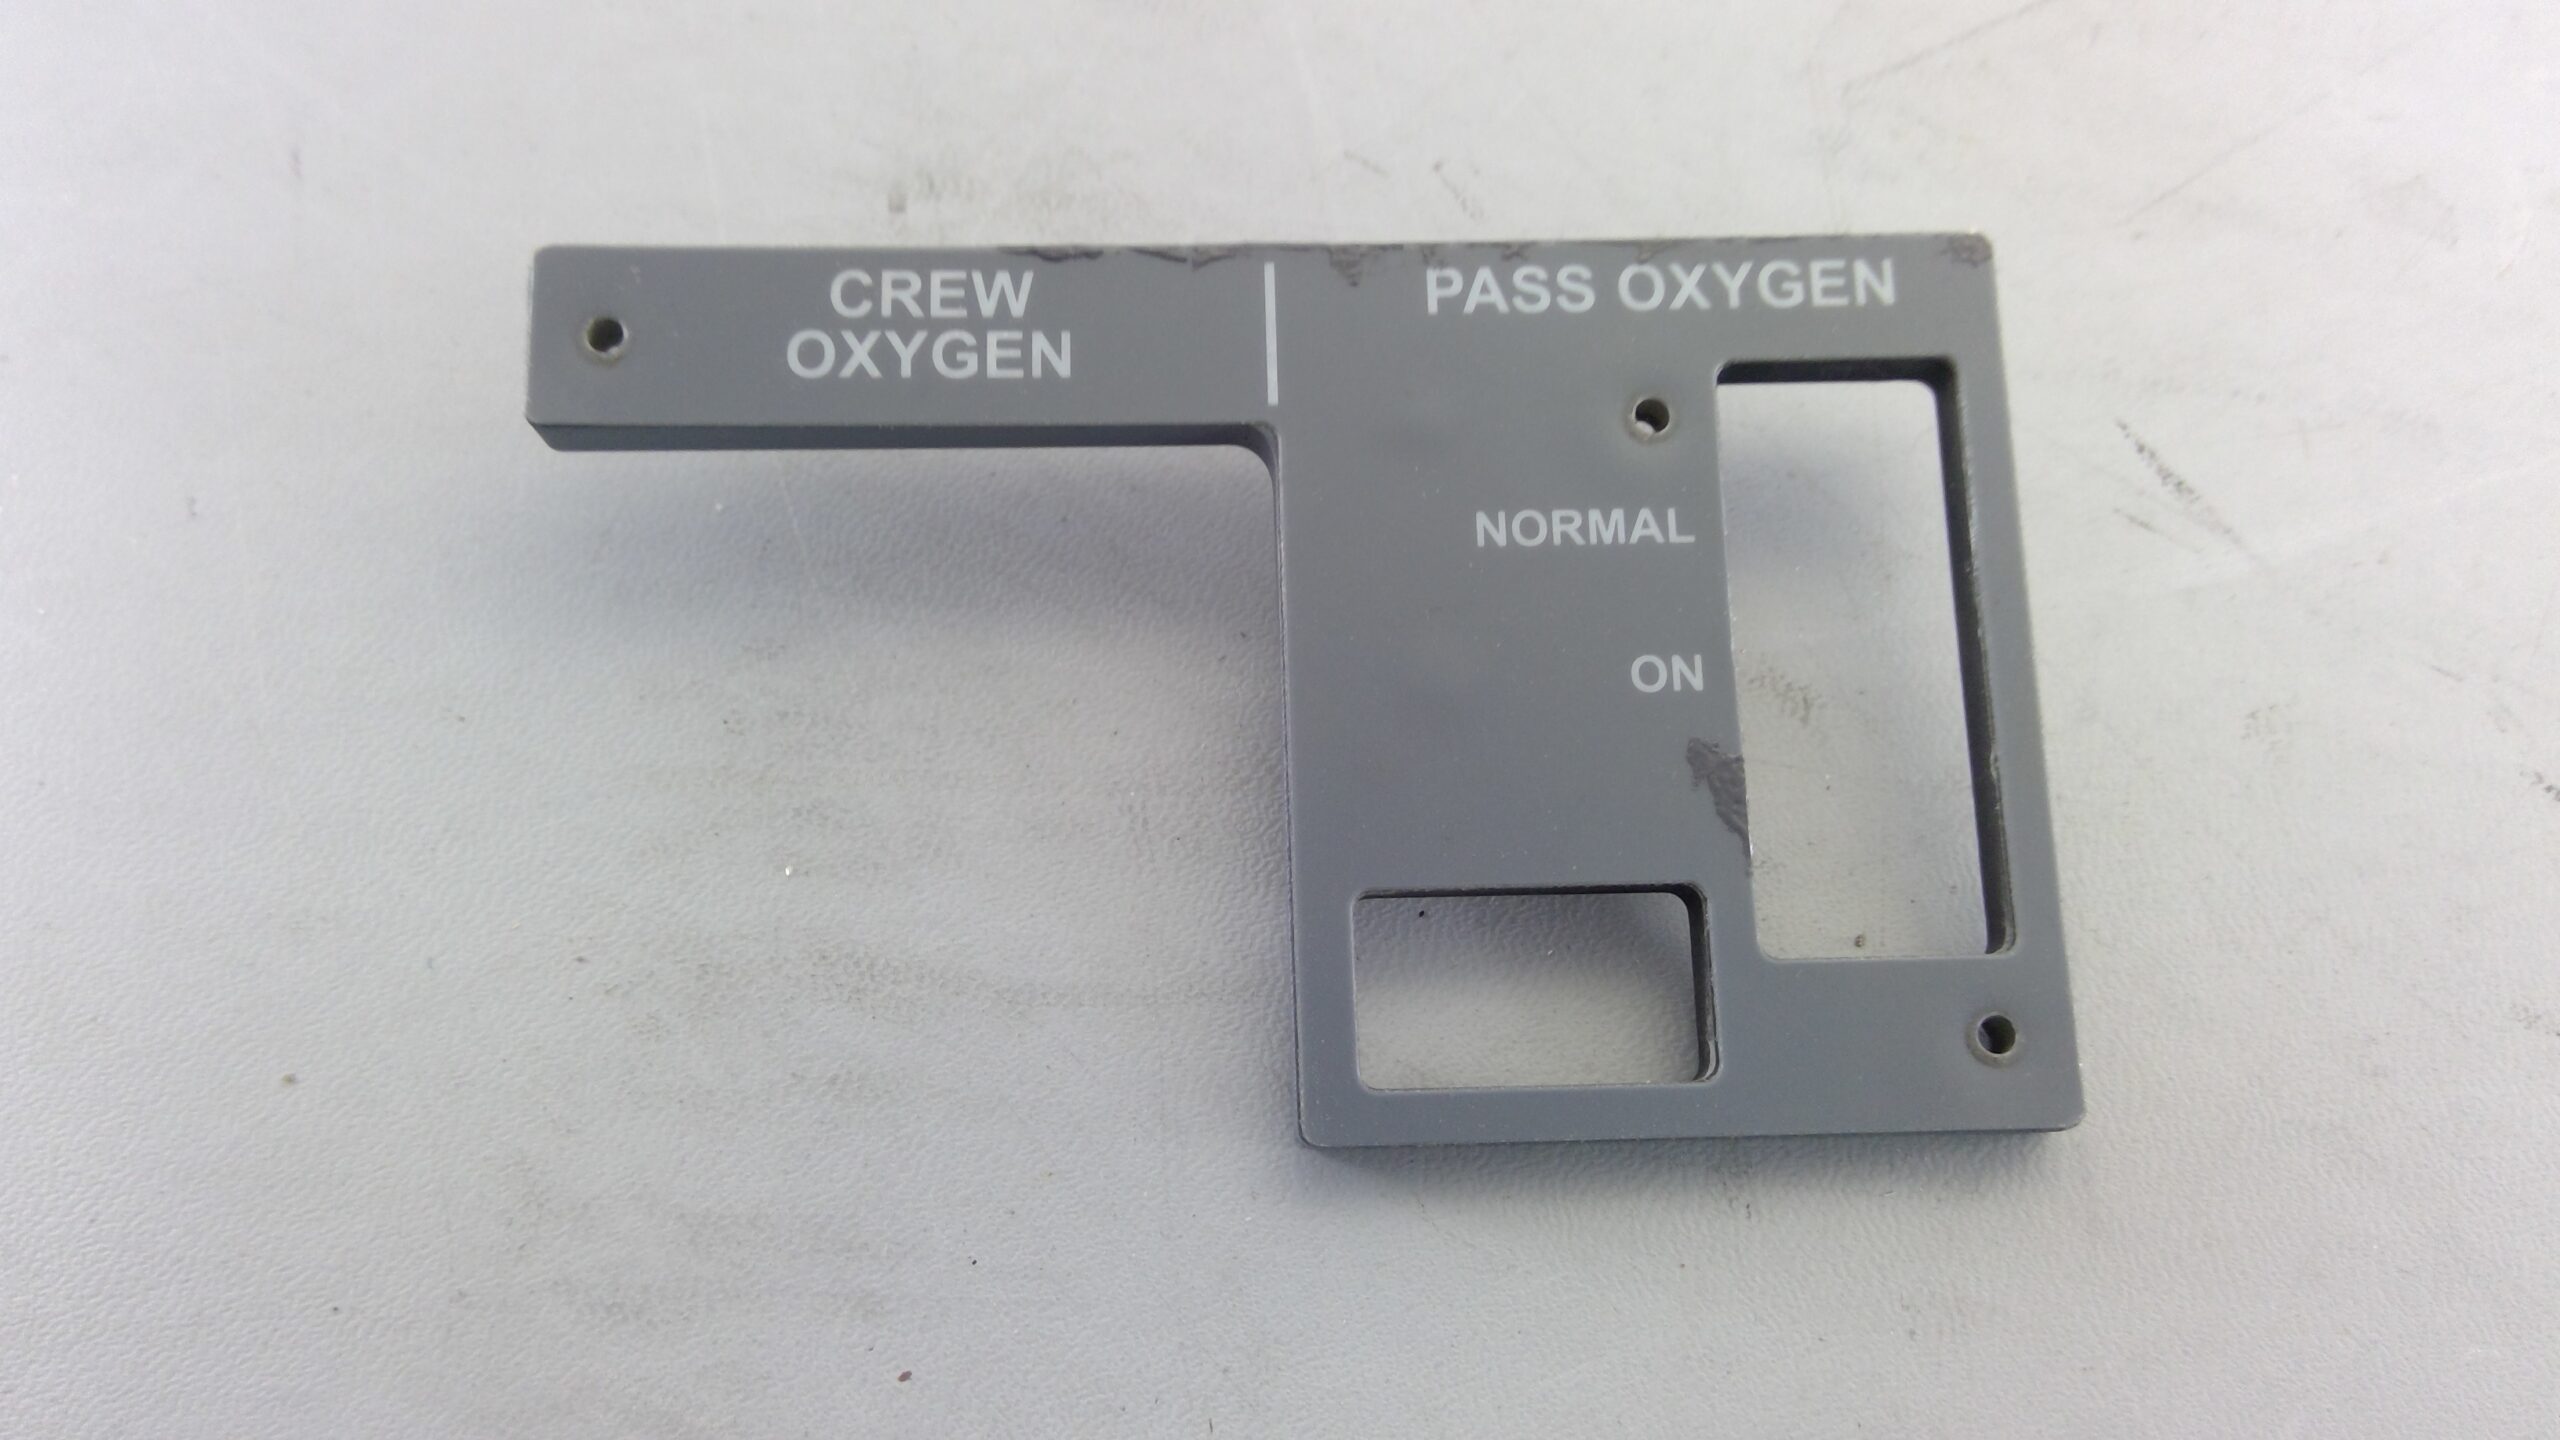 CREW
OXYGEN
PASS OXYGEN
NORMAL
ON